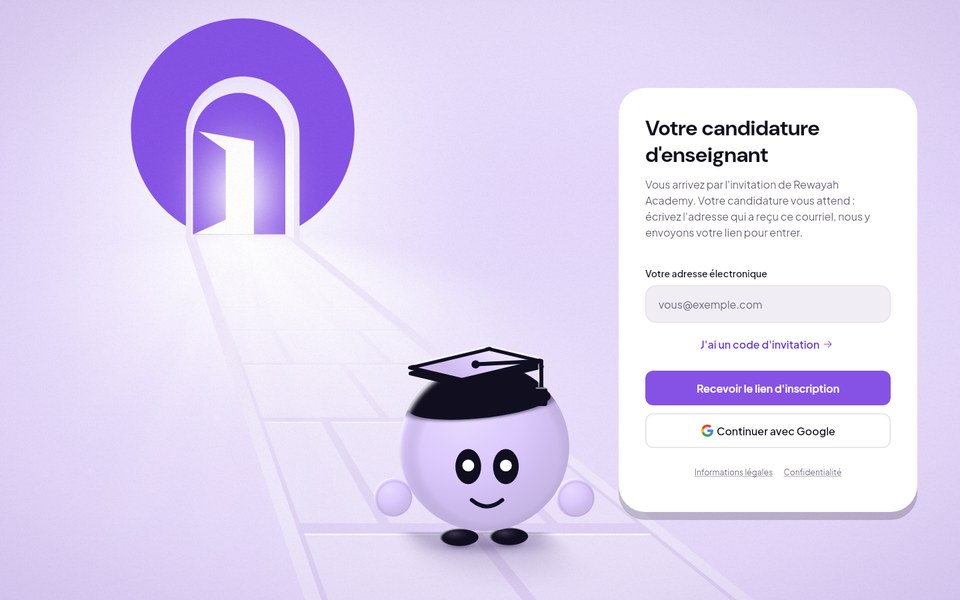 Votre candidature
d'enseignant
Vous arrivez par l'invitation de Rewayah
Academy. Votre candidature vous attend :
écrivez l'adresse qui a reçu ce courriel, nous y
envoyons votre lien pour entrer.
Votre adresse électronique
vous@exemple.com
J'ai un code d'invitation →
Recevoir le lien d'inscription
Continuer avec Google
Informations légales Confidentialité